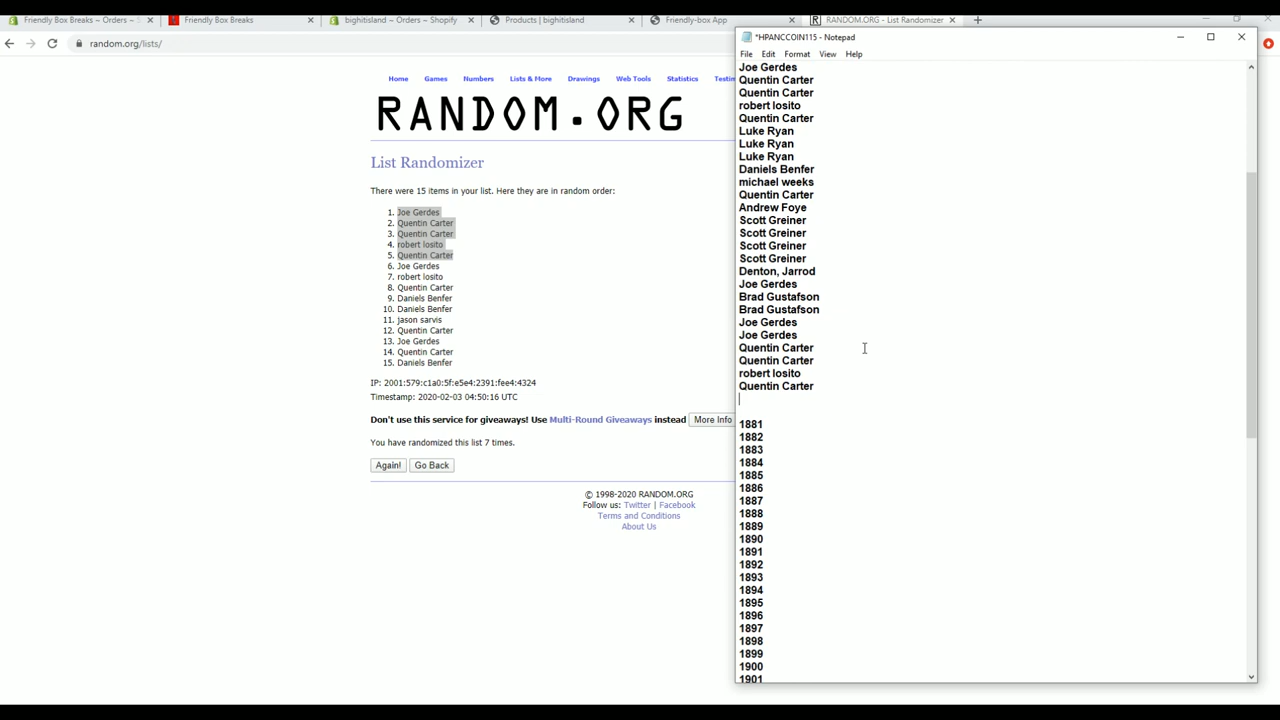 Friendly Box Breaks ~ Orders ~ S
Friendly Box Breaks
bighitisland ~ Orders ~ Shopify
Products | bighitisland
Friendly-box App
RANDOM.ORG - List Randomizer
random.org/lists/
Home Games Numbers Lists & More Drawings Web Tools Statistics Testin
RANDOM.ORG
List Randomizer
There were 15 items in your list. Here they are in random order:
1. Joe Gerdes
2. Quentin Carter
3. Quentin Carter
4. robert losito
5. Quentin Carter
6. Joe Gerdes
7. robert losito
8. Quentin Carter
9. Daniels Benfer
10. Daniels Benfer
11. jason sarvis
12. Quentin Carter
13. Joe Gerdes
14. Quentin Carter
15. Daniels Benfer
IP: 2001:579:c1a0:5f:e5e4:2391:fee4:4324
Timestamp: 2020-02-03 04:50:16 UTC
Don't use this service for giveaways! Use Multi-Round Giveaways instead More Info
You have randomized this list 7 times.
Again! Go Back
© 1998-2020 RANDOM.ORG
Follow us: Twitter | Facebook
Terms and Conditions
About Us
*HPANCCOIN115 - Notepad
File Edit Format View Help
Joe Gerdes
Quentin Carter
Quentin Carter
robert losito
Quentin Carter
Luke Ryan
Luke Ryan
Luke Ryan
Daniels Benfer
michael weeks
Quentin Carter
Andrew Foye
Scott Greiner
Scott Greiner
Scott Greiner
Scott Greiner
Denton, Jarrod
Joe Gerdes
Brad Gustafson
Brad Gustafson
Joe Gerdes
Joe Gerdes
Quentin Carter
Quentin Carter
robert losito
Quentin Carter
1881
1882
1883
1884
1885
1886
1887
1888
1889
1890
1891
1892
1893
1894
1895
1896
1897
1898
1899
1900
1901